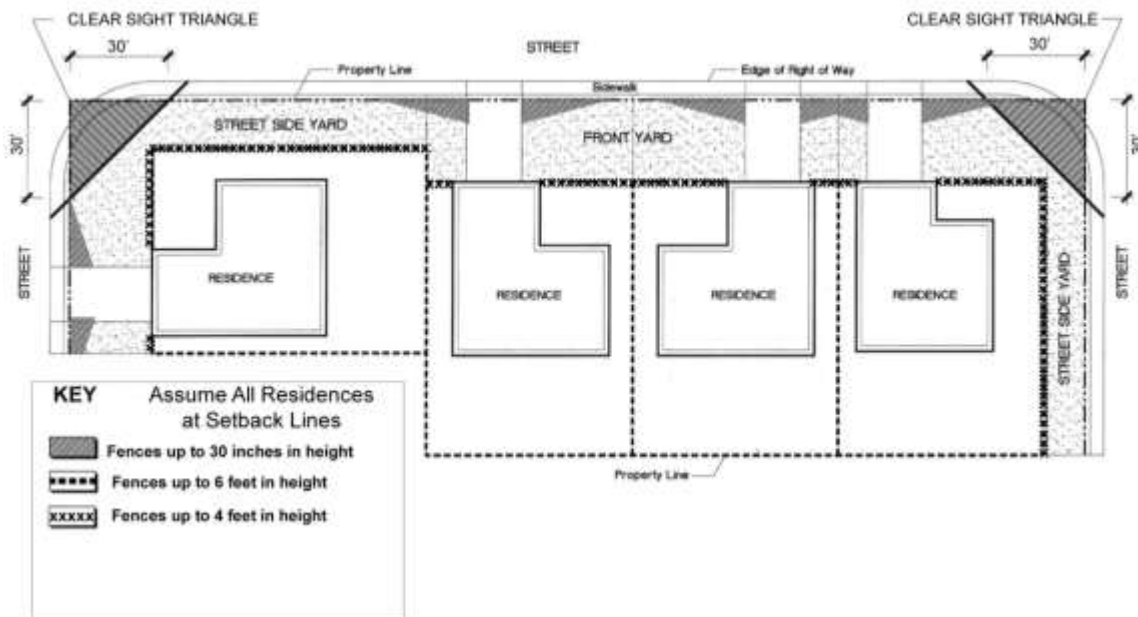 CLEAR SIGHT TRIANGLE
CLEAR SIGHT TRIANGLE
30'
STREET
30'
Property Line
Edge of Right of Way
Sidewalk
30'
STREET SIDE YARD
FRONT YARD
30'
STREET
RESIDENCE
RESIDENCE
RESIDENCE
RESIDENCE
STREET SIDE YARD
STREET
KEY Assume All Residences
at Setback Lines
Fences up to 30 inches in height
Fences up to 6 feet in height
xxxxx Fences up to 4 feet in height
Property Line